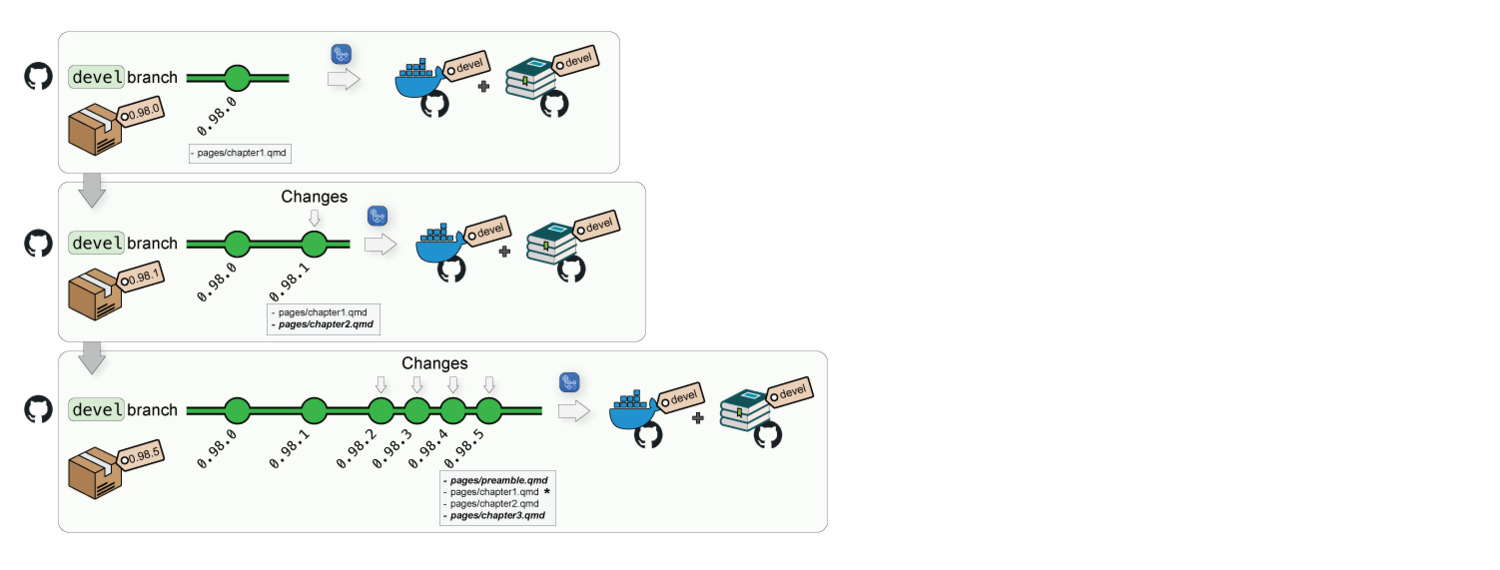 devel branch
devel
devel
0.98.0
0.98.0
- pages/chapter1.qmd
Changes
devel branch
devel
devel
0.98.1
0.98.0
0.98.1
- pages/chapter1.qmd
- pages/chapter2.qmd
Changes
devel branch
devel
devel
0.98.5
0.98.0
0.98.1
0.98.2
0.98.3
0.98.4
0.98.5
- pages/preamble.qmd
- pages/chapter1.qmd *
- pages/chapter2.qmd
- pages/chapter3.qmd